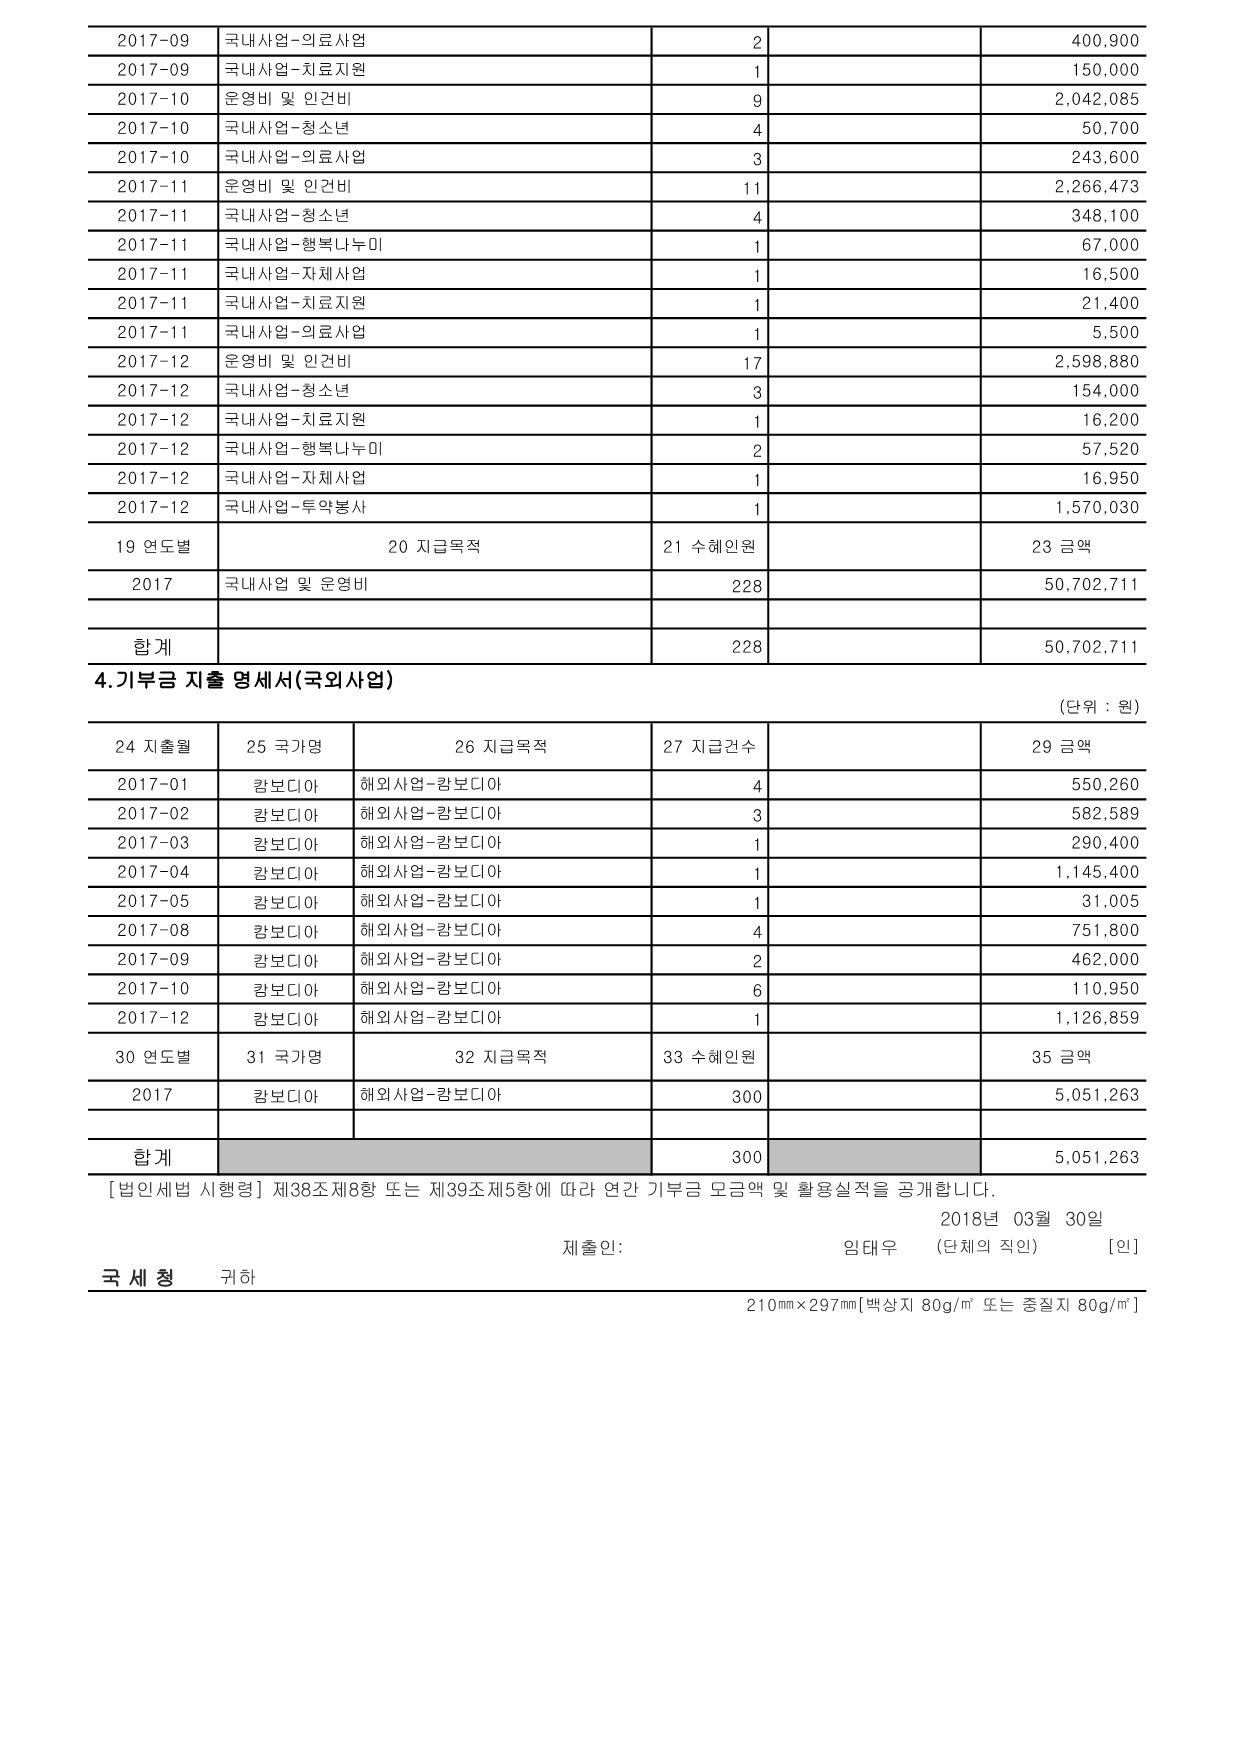 2017-09 국내사업-의료사업 2 400,900
2017-09 국내사업-치료지원 1 150,000
2017-10 운영비 및 인건비 9 2,042,085
2017-10 국내사업-청소년 4 50,700
2017-10 국내사업-의료사업 3 243,600
2017-11 운영비 및 인건비 11 2,266,473
2017-11 국내사업-청소년 4 348,100
2017-11 국내사업-행복나누미 1 67,000
2017-11 국내사업-자체사업 1 16,500
2017-11 국내사업-치료지원 1 21,400
2017-11 국내사업-의료사업 1 5,500
2017-12 운영비 및 인건비 17 2,598,880
2017-12 국내사업-청소년 3 154,000
2017-12 국내사업-치료지원 1 16,200
2017-12 국내사업-행복나누미 2 57,520
2017-12 국내사업-자체사업 1 16,950
2017-12 국내사업-투약봉사 1 1,570,030
19 연도별 20 지급목적 21 수혜인원 23 금액
2017 국내사업 및 운영비 228 50,702,711
합계 228 50,702,711
4.기부금 지출 명세서(국외사업)
(단위 : 원)
24 지출월 25 국가명 26 지급목적 27 지급건수 29 금액
2017-01 캄보디아 해외사업-캄보디아 4 550,260
2017-02 캄보디아 해외사업-캄보디아 3 582,589
2017-03 캄보디아 해외사업-캄보디아 1 290,400
2017-04 캄보디아 해외사업-캄보디아 1 1,145,400
2017-05 캄보디아 해외사업-캄보디아 1 31,005
2017-08 캄보디아 해외사업-캄보디아 4 751,800
2017-09 캄보디아 해외사업-캄보디아 2 462,000
2017-10 캄보디아 해외사업-캄보디아 6 110,950
2017-12 캄보디아 해외사업-캄보디아 1 1,126,859
30 연도별 31 국가명 32 지급목적 33 수혜인원 35 금액
2017 캄보디아 해외사업-캄보디아 300 5,051,263
합계 300 5,051,263
[법인세법 시행령] 제38조제8항 또는 제39조제5항에 따라 연간 기부금 모금액 및 활용실적을 공개합니다.
2018년 03월 30일
제출인: 임태우 (단체의 직인) [인]
국 세 청 귀하
210㎜×297㎜[백상지 80g/㎡ 또는 중질지 80g/㎡]